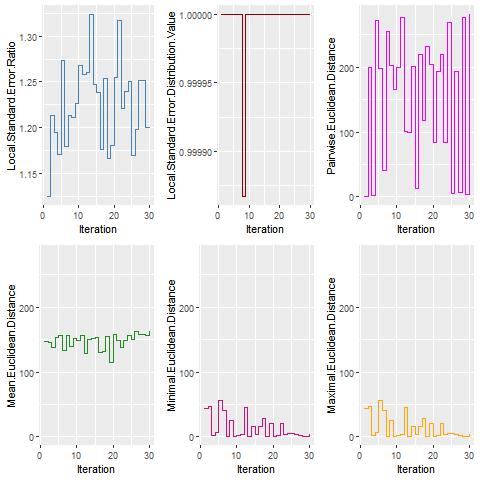 Local.Standard.Error.Ratio
1.30
1.25
1.20
1.15
0 10 20 30
Iteration
Local.Standard.Error.Distribution.Value
1.00000
0.99995
0.99990
0 10 20 30
Iteration
Pairwise.Euclidean.Distance
200
100
0
0 10 20 30
Iteration
Mean.Euclidean.Distance
200
100
0
0 10 20 30
Iteration
Minimal.Euclidean.Distance
200
100
0
0 10 20 30
Iteration
Maximal.Euclidean.Distance
200
100
0
0 10 20 30
Iteration